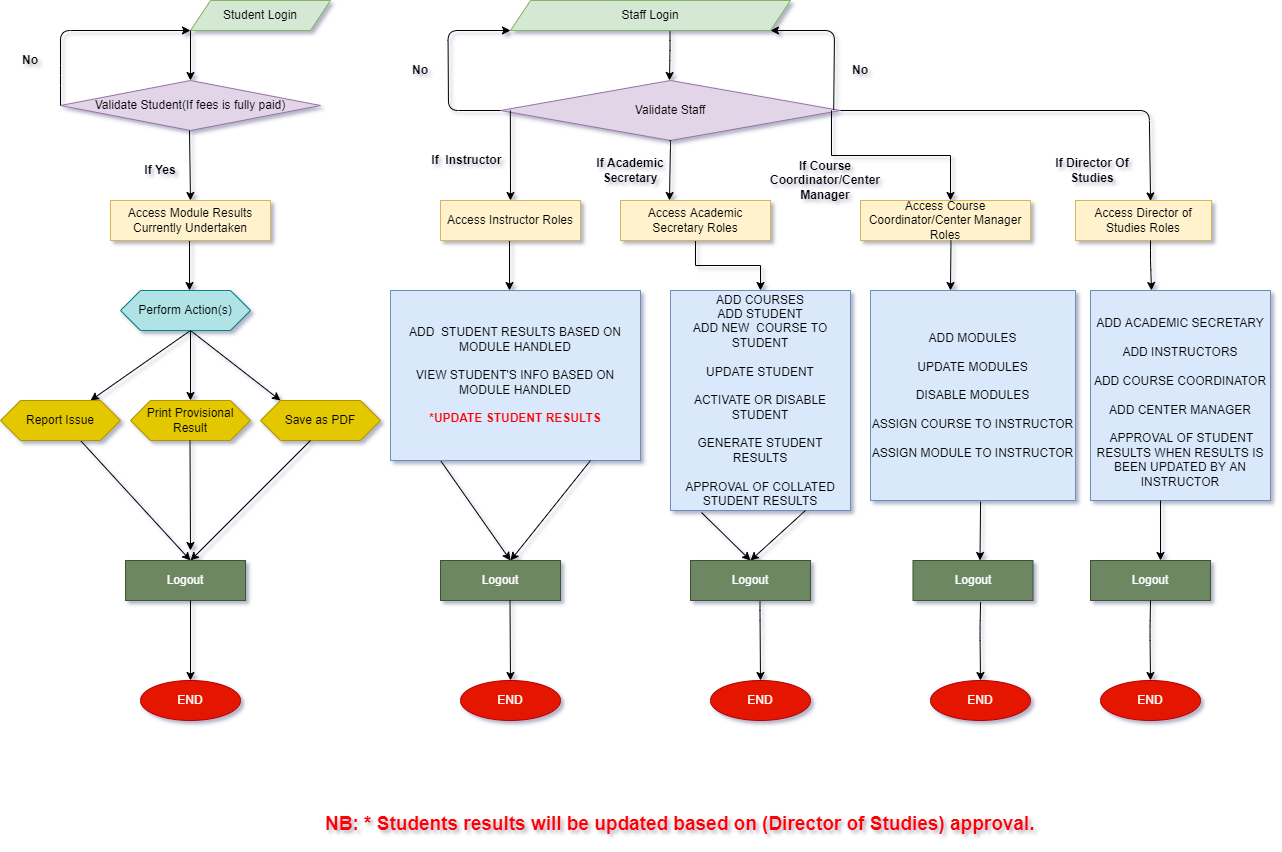 Student Login
Staff Login
No
No
No
Validate Student(If fees is fully paid)
Validate Staff
If Yes
If Instructor
If Academic
Secretary
If Course
Coordinator/Center
Manager
If Director Of
Studies
Access Module Results
Currently Undertaken
Access Instructor Roles
Access Academic
Secretary Roles
Access Course
Coordinator/Center Manager
Roles
Access Director of
Studies Roles
Perform Action(s)
Report Issue
Print Provisional
Result
Save as PDF
ADD STUDENT RESULTS BASED ON
MODULE HANDLED
VIEW STUDENT'S INFO BASED ON
MODULE HANDLED
*UPDATE STUDENT RESULTS
ADD COURSES
ADD STUDENT
ADD NEW COURSE TO
STUDENT
UPDATE STUDENT
ACTIVATE OR DISABLE
STUDENT
GENERATE STUDENT
RESULTS
APPROVAL OF COLLATED
STUDENT RESULTS
ADD MODULES
UPDATE MODULES
DISABLE MODULES
ASSIGN COURSE TO INSTRUCTOR
ASSIGN MODULE TO INSTRUCTOR
ADD ACADEMIC SECRETARY
ADD INSTRUCTORS
ADD COURSE COORDINATOR
ADD CENTER MANAGER
APPROVAL OF STUDENT
RESULTS WHEN RESULTS IS
BEEN UPDATED BY AN
INSTRUCTOR
Logout
Logout
Logout
Logout
Logout
END
END
END
END
END
NB: * Students results will be updated based on (Director of Studies) approval.